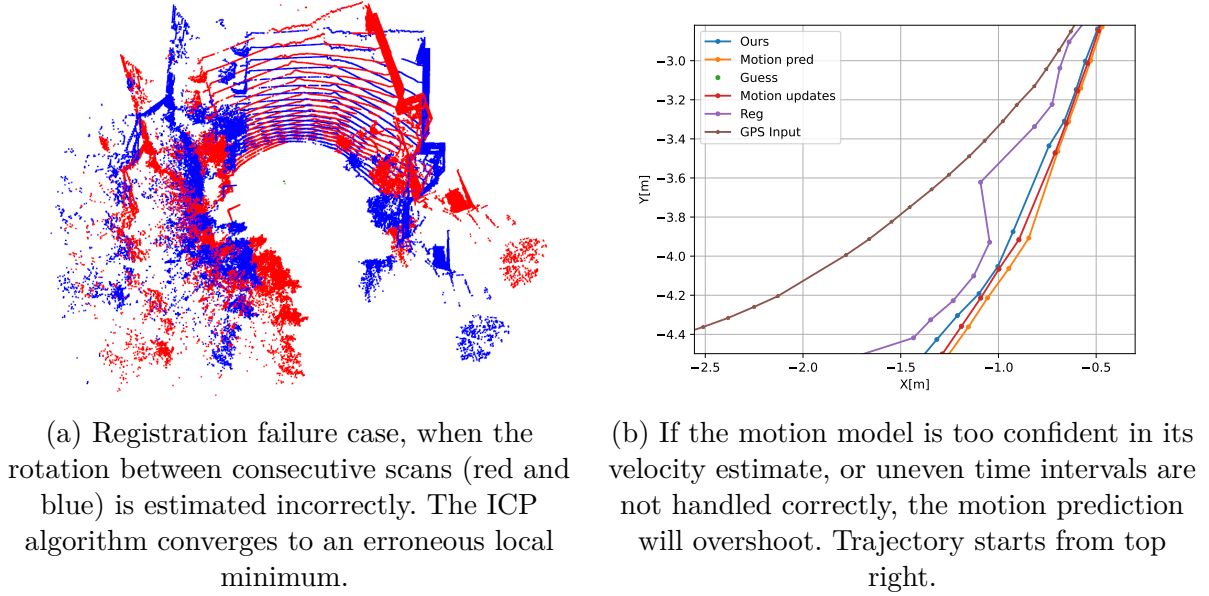 Ours
Motion pred
Guess
Motion updates
Reg
GPS Input
Y[m]
−3.0
−3.2
−3.4
−3.6
−3.8
−4.0
−4.2
−4.4
−2.5
−2.0
−1.5
−1.0
−0.5
X[m]
(a) Registration failure case, when the
rotation between consecutive scans (red and
blue) is estimated incorrectly. The ICP
algorithm converges to an erroneous local
minimum.
(b) If the motion model is too confident in its
velocity estimate, or uneven time intervals are
not handled correctly, the motion prediction
will overshoot. Trajectory starts from top
right.